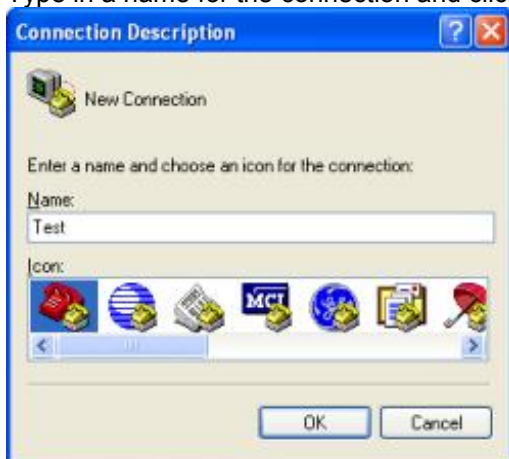 Type in a name for the connection and clic
Connection Description
New Connection
Enter a name and choose an icon for the connection:
Name:
Test
Icon:
MCI
OK Cancel